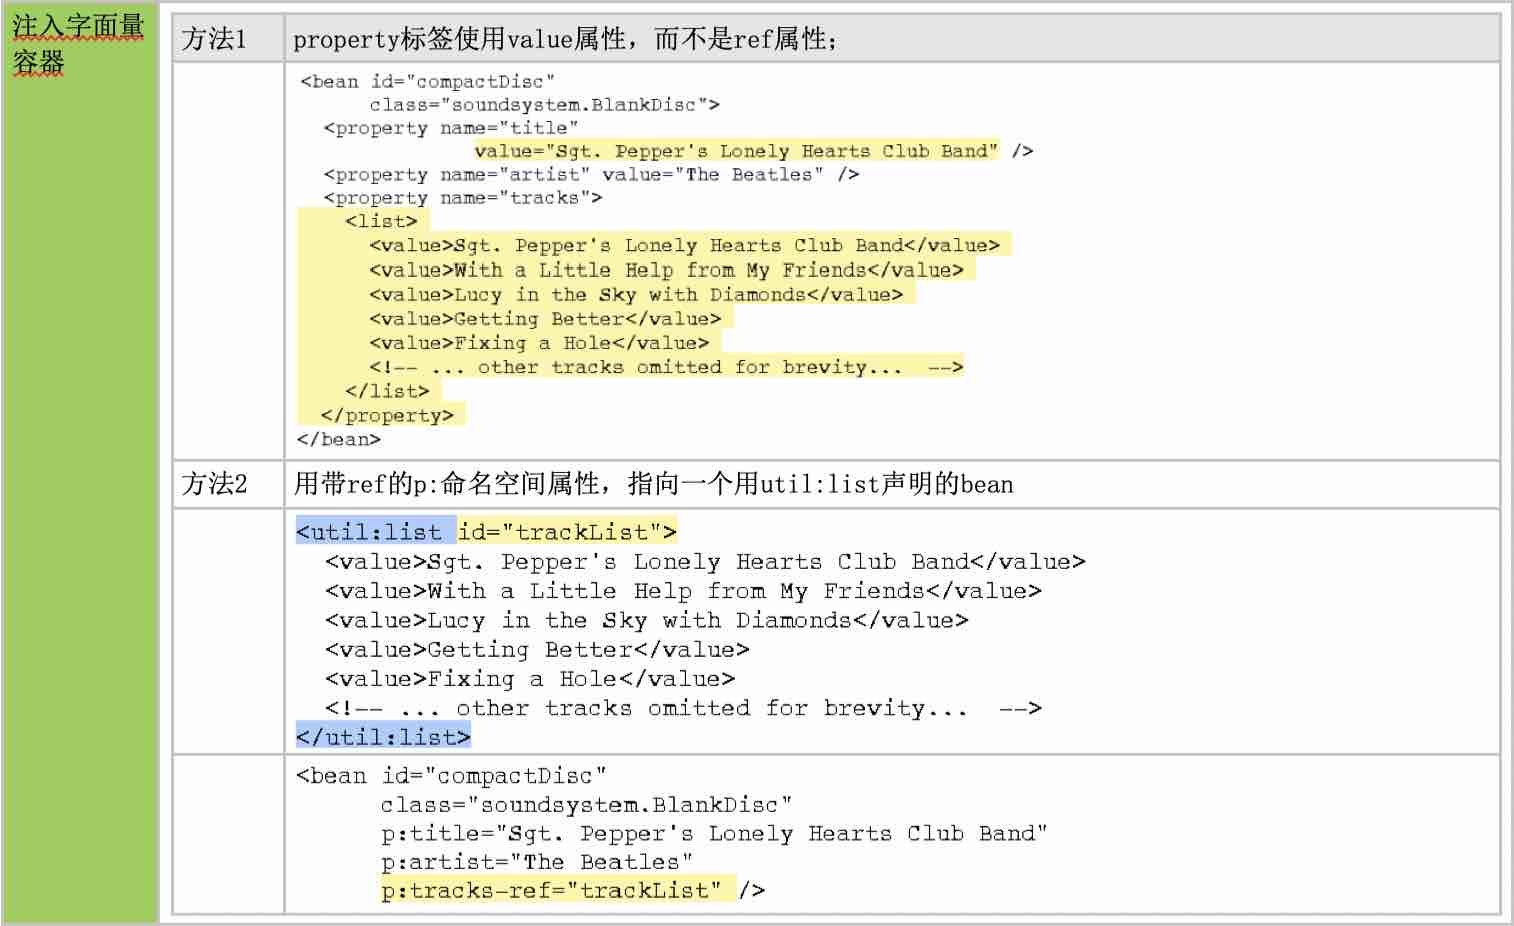 注入字面量
容器
方法1
property标签使用value属性，而不是ref属性；
<bean id="compactDisc"
class="soundsystem.BlankDisc">
<property name="title"
value="Sgt. Pepper's Lonely Hearts Club Band" />
<property name="artist" value="The Beatles" />
<property name="tracks">
<list>
<value>Sgt. Pepper's Lonely Hearts Club Band</value>
<value>With a Little Help from My Friends</value>
<value>Lucy in the Sky with Diamonds</value>
<value>Getting Better</value>
<value>Fixing a Hole</value>
<!-- ... other tracks omitted for brevity... -->
</list>
</property>
</bean>
方法2
用带ref的p:命名空间属性，指向一个用util:list声明的bean
<util:list id="trackList">
<value>Sgt. Pepper's Lonely Hearts Club Band</value>
<value>With a Little Help from My Friends</value>
<value>Lucy in the Sky with Diamonds</value>
<value>Getting Better</value>
<value>Fixing a Hole</value>
<!-- ... other tracks omitted for brevity... -->
</util:list>
<bean id="compactDisc"
class="soundsystem.BlankDisc"
p:title="Sgt. Pepper's Lonely Hearts Club Band"
p:artist="The Beatles"
p:tracks-ref="trackList" />